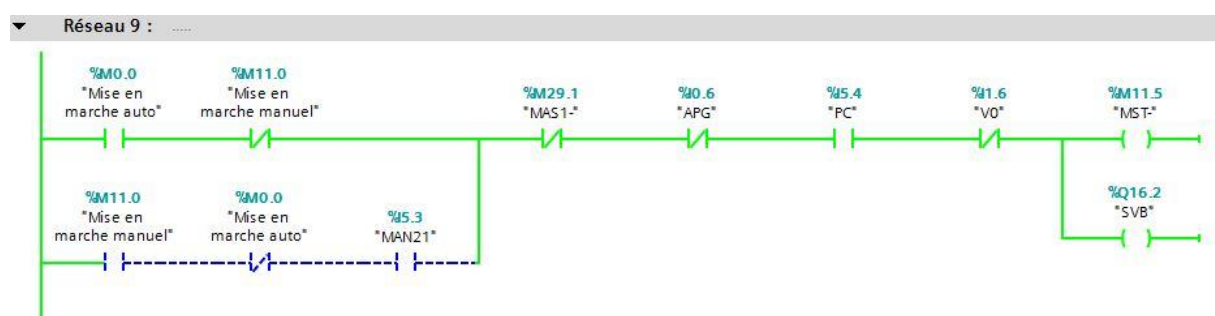 Réseau 9 : .....
%M0.0
"Mise en
marche auto"
%M11.0
"Mise en
marche manuel"
%M29.1
"MAS1-"
%I0.6
"APG"
%I5.4
"PC"
%I1.6
"V0"
%M11.5
"MST-"
%M11.0
"Mise en
marche manuel"
%M0.0
"Mise en
marche auto"
%I5.3
"MAN21"
%Q16.2
"SVB"